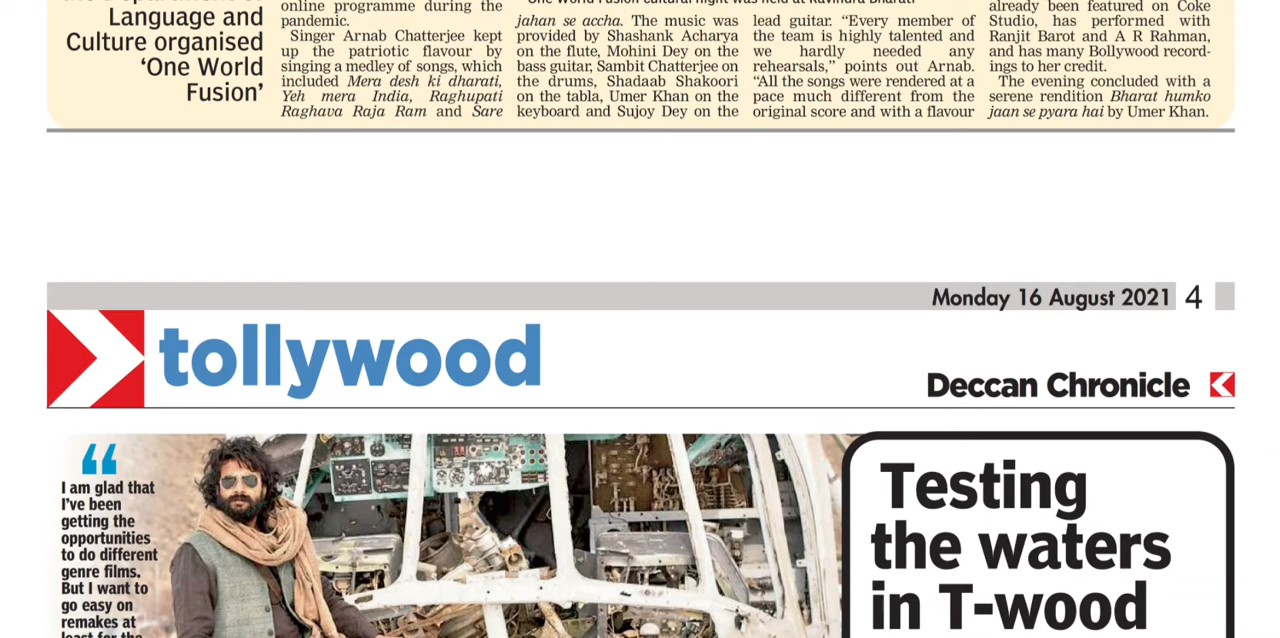 Language and
Culture organised
‘One World
Fusion’
online programme during the
pandemic.
Singer Arnab Chatterjee kept
up the patriotic flavour by
singing a medley of songs, which
included Mera desh ki dharati,
Yeh mera India, Raghupati
Raghava Raja Ram and Sare
jahan se accha. The music was
provided by Shashank Acharya
on the flute, Mohini Dey on the
bass guitar, Sambit Chatterjee on
the drums, Shadaab Shakoori
on the tabla, Umer Khan on the
keyboard and Sujoy Dey on the
lead guitar. “Every member of
the team is highly talented and
we hardly needed any
rehearsals,” points out Arnab.
“All the songs were rendered at a
pace much different from the
original score and with a flavour
already been featured on Coke
Studio, has performed with
Ranjit Barot and A R Rahman,
and has many Bollywood record-
ings to her credit.
The evening concluded with a
serene rendition Bharat humko
jaan se pyara hai by Umer Khan.
Monday 16 August 2021 4
tollywood
Deccan Chronicle
“
I am glad that
I've been
getting the
opportunities
to do different
genre films.
But I want to
go easy on
remakes at
least for the
Testing
the waters
in T-wood